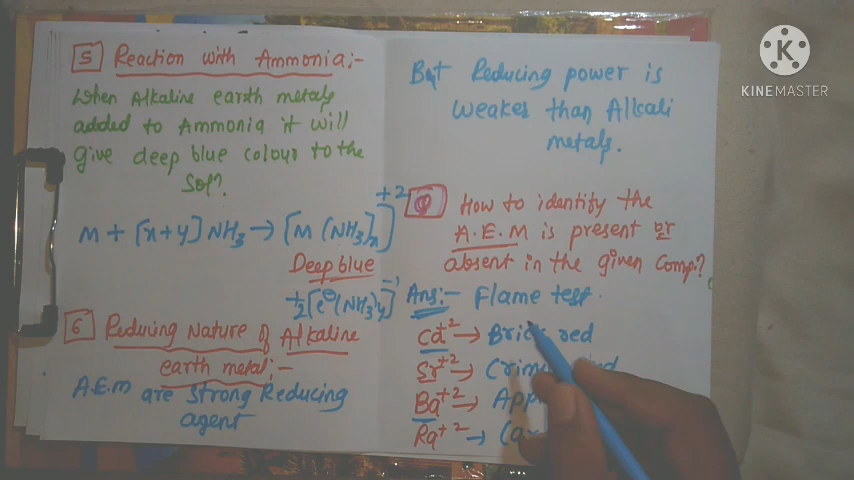 5 Reaction with Ammonia:-
When Alkaline earth metals
added to Ammonia it will
give deep blue colour to the
Sol?
M + [x+y] NH₃ → [M (NH₃)ₓ]⁺²
Deep blue
+2[e⊖(NH₃)y]⁻¹
6 Reducing Nature of Alkaline
earth metal:-
A.E.M are Strong Reducing
agent
But Reducing power is
weakes than Alkali
metals.
Q How to identify the
A.E.M is present or
absent in the given Comp?
Ans:- Flame test.
Ca⁺² → Brick red
Sr⁺² →
Ba⁺² →
Ra⁺² →
K
KINEMASTER